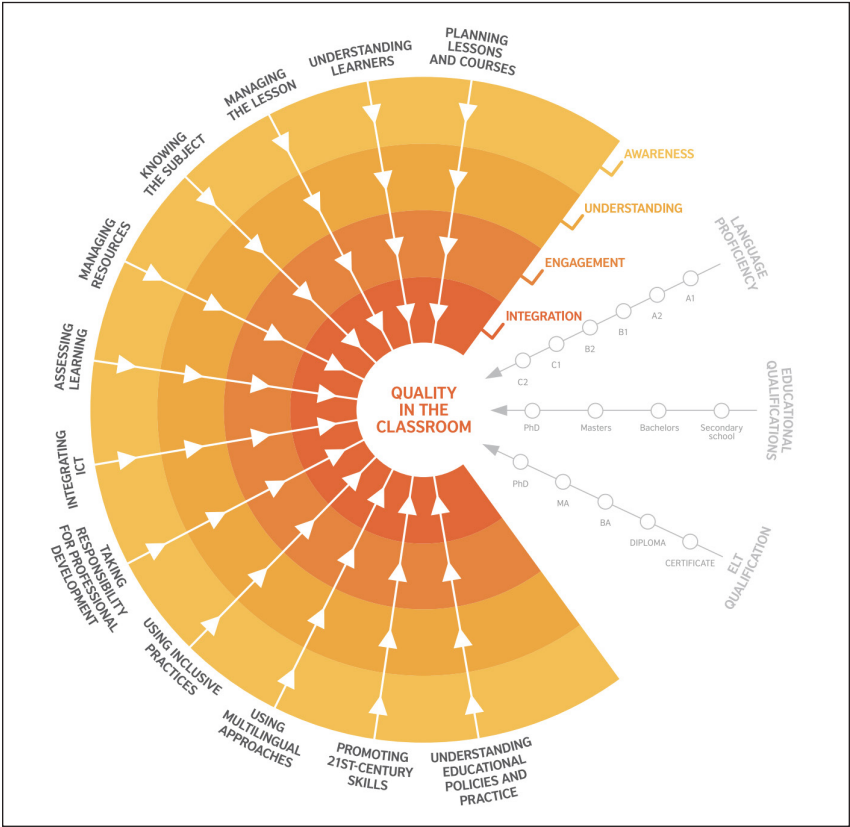 PLANNING
LESSONS
AND COURSES
UNDERSTANDING
LEARNERS
MANAGING
THE LESSON
KNOWING
THE SUBJECT
MANAGING
RESOURCES
ASSESSING
LEARNING
INTEGRATING
ICT
TAKING
RESPONSIBILITY
FOR PROFESSIONAL
DEVELOPMENT
USING INCLUSIVE
PRACTICES
USING
MULTILINGUAL
APPROACHES
PROMOTING
21ST-CENTURY
SKILLS
UNDERSTANDING
EDUCATIONAL
POLICIES AND
PRACTICE
AWARENESS
UNDERSTANDING
ENGAGEMENT
INTEGRATION
QUALITY
IN THE
CLASSROOM
LANGUAGE
PROFICIENCY
A1
A2
B1
B2
C1
C2
EDUCATIONAL
QUALIFICATIONS
PhD
Masters
Bachelors
Secondary
school
PhD
MA
BA
DIPLOMA
CERTIFICATE
ELT
QUALIFICATION